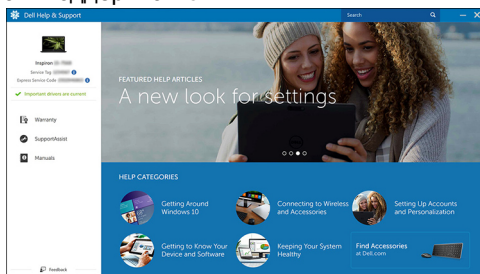 Dell Help & Support
Search
Inspiron
Service Tag
Express Service Code
Important drivers are current
Warranty
SupportAssist
Manuals
Feedback
FEATURED HELP ARTICLES
A new look for settings
HELP CATEGORIES
Getting Around
Windows 10
Connecting to Wireless
and Accessories
Setting Up Accounts
and Personalization
Getting to Know Your
Device and Software
Keeping Your System
Healthy
Find Accessories
at Dell.com